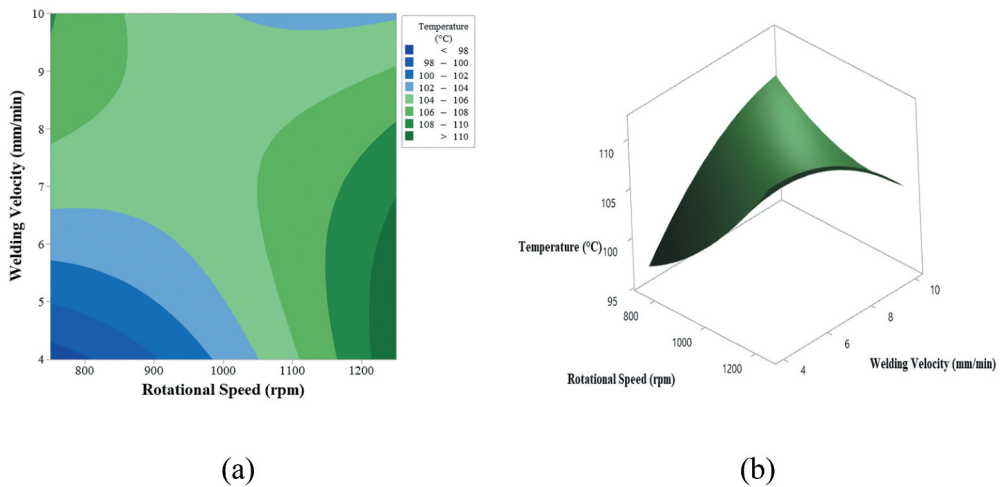 10
9
8
7
6
5
4
Welding Velocity (mm/min)
800 900 1000 1100 1200
Rotational Speed (rpm)
Temperature
(°C)
< 98
98 – 100
100 – 102
102 – 104
104 – 106
106 – 108
108 – 110
> 110
110
105
Temperature (°C) 100
95
800
1000
1200
Rotational Speed (rpm)
10
8
6
4
Welding Velocity (mm/min)
(a)
(b)